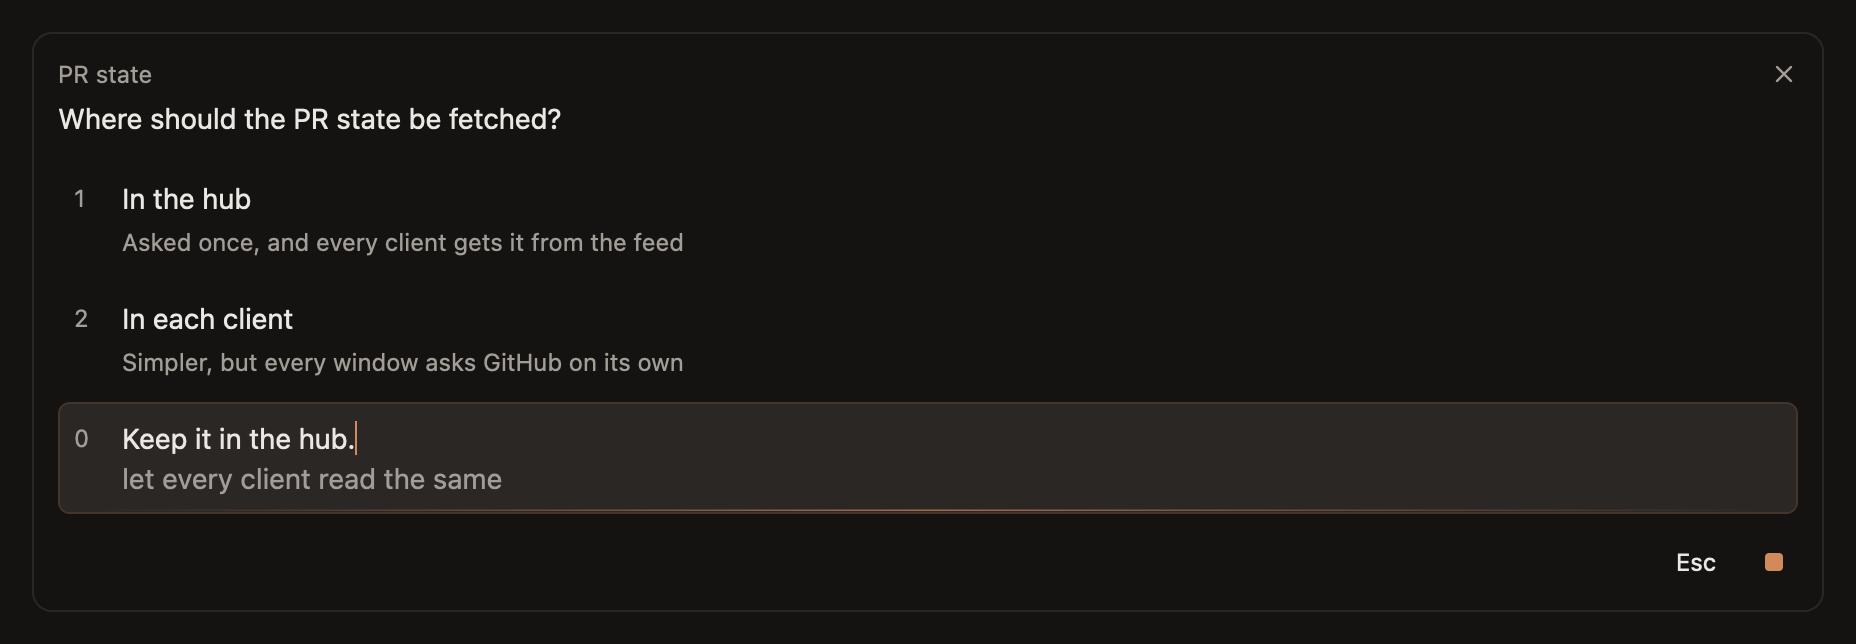 PR state
Where should the PR state be fetched?
1 In the hub
Asked once, and every client gets it from the feed
2 In each client
Simpler, but every window asks GitHub on its own
0 Keep it in the hub.
let every client read the same
Esc